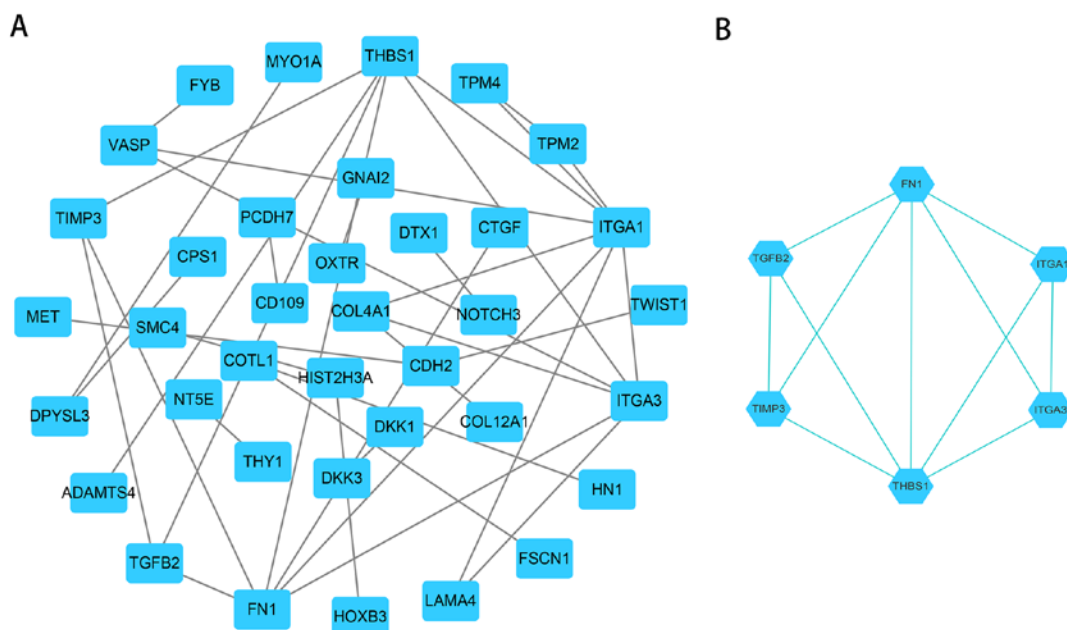 A
B
MYO1A
THBS1
FYB
TPM4
VASP
TPM2
GNAI2
TIMP3
PCDH7
DTX1
CTGF
ITGA1
CPS1
OXTR
CD109
COL4A1
NOTCH3
TWIST1
MET
SMC4
COTL1
HIST2H3A
CDH2
NT5E
ITGA3
DPYSL3
DKK1
COL12A1
THY1
DKK3
HN1
ADAMTS4
TGFB2
FSCN1
FN1
HOXB3
LAMA4
FN1
TGFB2
ITGA1
TIMP3
ITGA3
THBS1